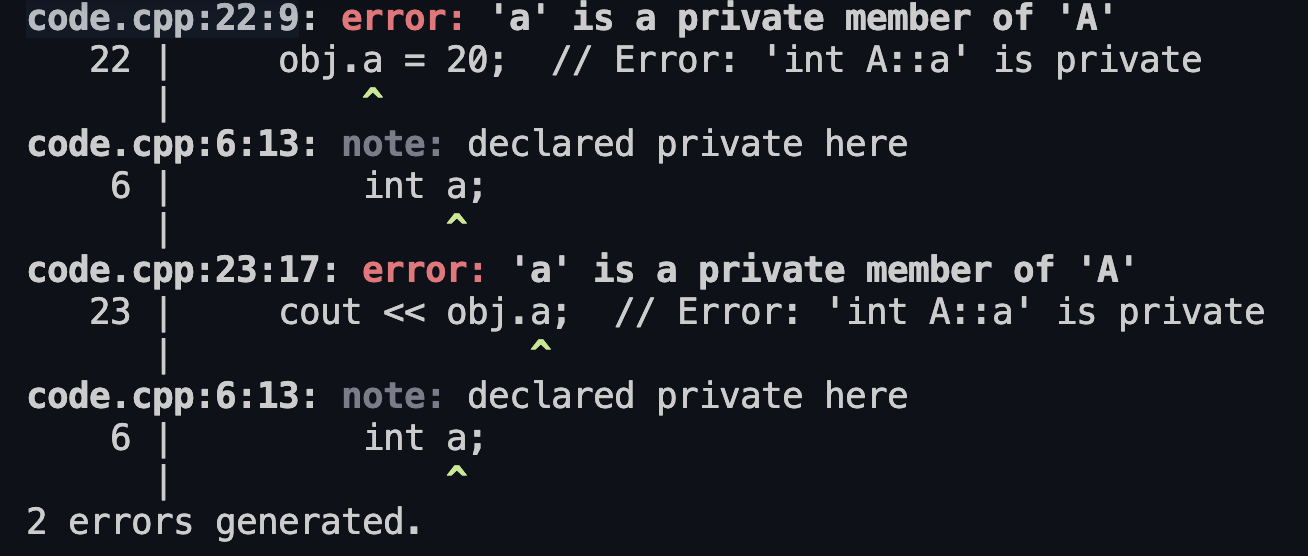 code.cpp:22:9: error: 'a' is a private member of 'A'
22 | obj.a = 20; // Error: 'int A::a' is private
| ^
code.cpp:6:13: note: declared private here
6 | int a;
| ^
code.cpp:23:17: error: 'a' is a private member of 'A'
23 | cout << obj.a; // Error: 'int A::a' is private
| ^
code.cpp:6:13: note: declared private here
6 | int a;
| ^
2 errors generated.